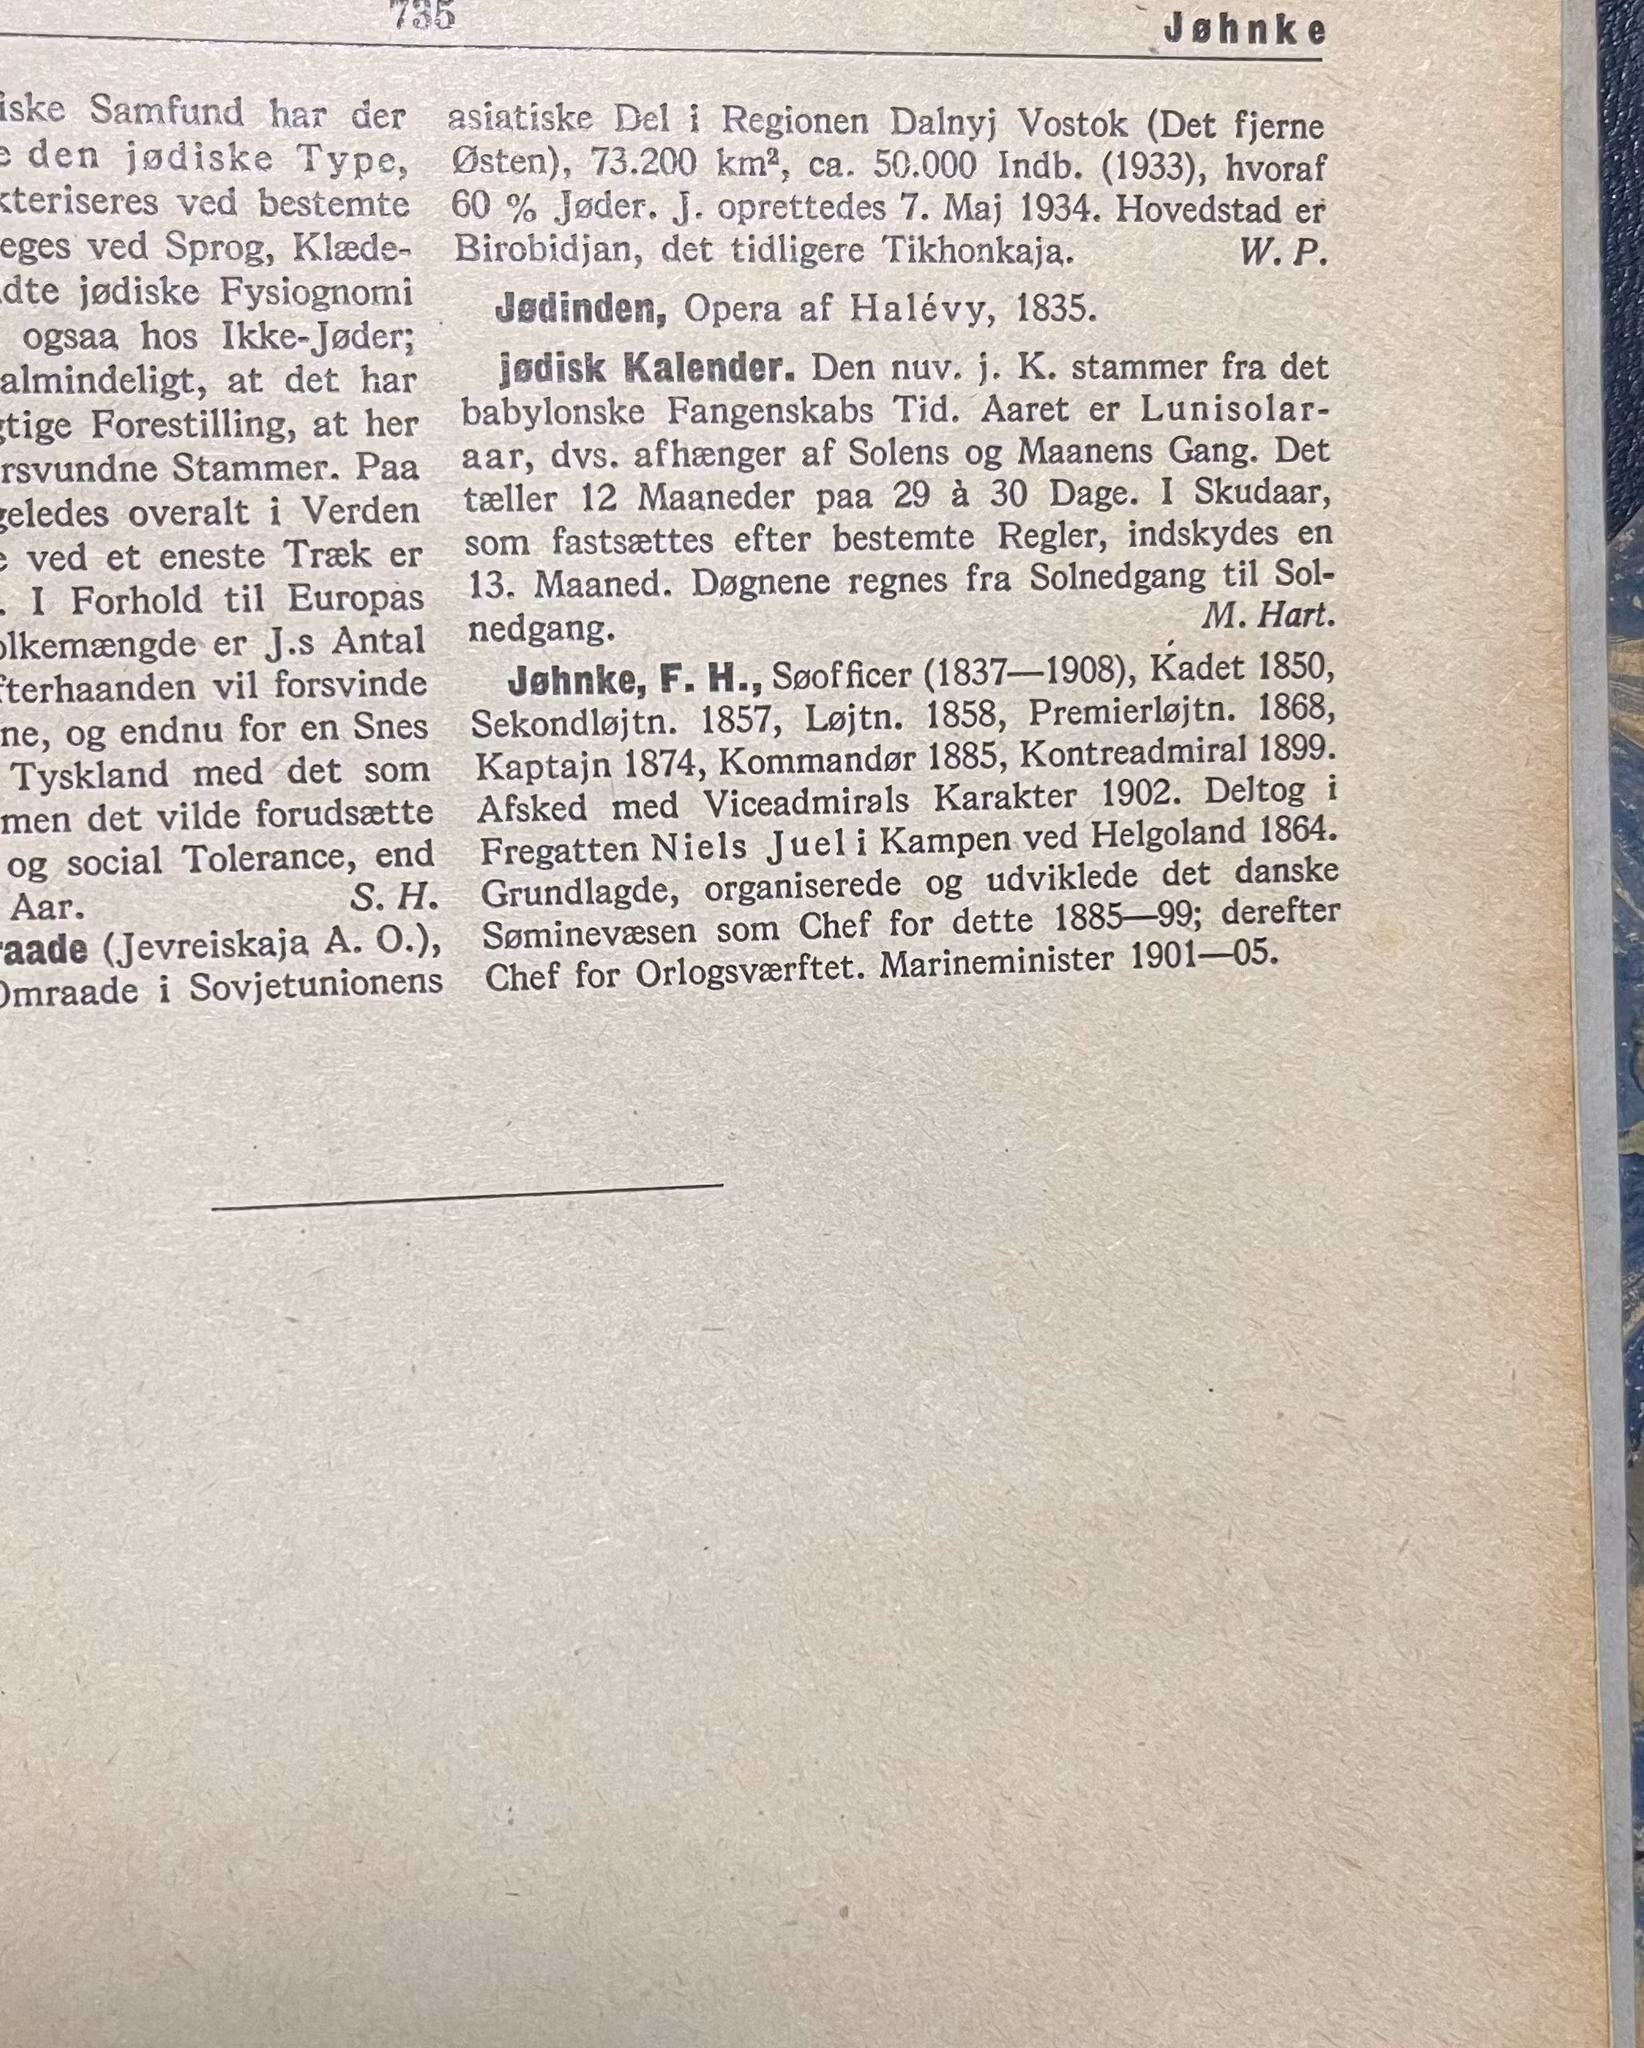 735
Jøhnke
iske Samfund har der
e den jødiske Type,
kteriseres ved bestemte
eges ved Sprog, Klæde-
dte jødiske Fysiognomi
ogsaa hos Ikke-Jøder;
almindeligt, at det har
gtige Forestilling, at her
rsvundne Stammer. Paa
geledes overalt i Verden
e ved et eneste Træk er
. I Forhold til Europas
olkemængde er J.s Antal
fterhaanden vil forsvinde
ne, og endnu for en Snes
Tyskland med det som
men det vilde forudsætte
og social Tolerance, end
Aar. S. H.
raade (Jevreiskaja A. O.),
Omraade i Sovjetunionens
asiatiske Del i Regionen Dalnyj Vostok (Det fjerne
Østen), 73.200 km², ca. 50.000 Indb. (1933), hvoraf
60 % Jøder. J. oprettedes 7. Maj 1934. Hovedstad er
Birobidjan, det tidligere Tikhonkaja. W. P.
Jødinden, Opera af Halévy, 1835.
jødisk Kalender. Den nuv. j. K. stammer fra det
babylonske Fangenskabs Tid. Aaret er Lunisolar-
aar, dvs. afhænger af Solens og Maanens Gang. Det
tæller 12 Maaneder paa 29 à 30 Dage. I Skudaar,
som fastsættes efter bestemte Regler, indskydes en
13. Maaned. Døgnene regnes fra Solnedgang til Sol-
nedgang. M. Hart.
Jøhnke, F. H., Søofficer (1837—1908), Kadet 1850,
Sekondløjtn. 1857, Løjtn. 1858, Premierløjtn. 1868,
Kaptajn 1874, Kommandør 1885, Kontreadmiral 1899.
Afsked med Viceadmirals Karakter 1902. Deltog i
Fregatten Niels Juel i Kampen ved Helgoland 1864.
Grundlagde, organiserede og udviklede det danske
Søminevæsen som Chef for dette 1885—99; derefter
Chef for Orlogsværftet. Marineminister 1901—05.